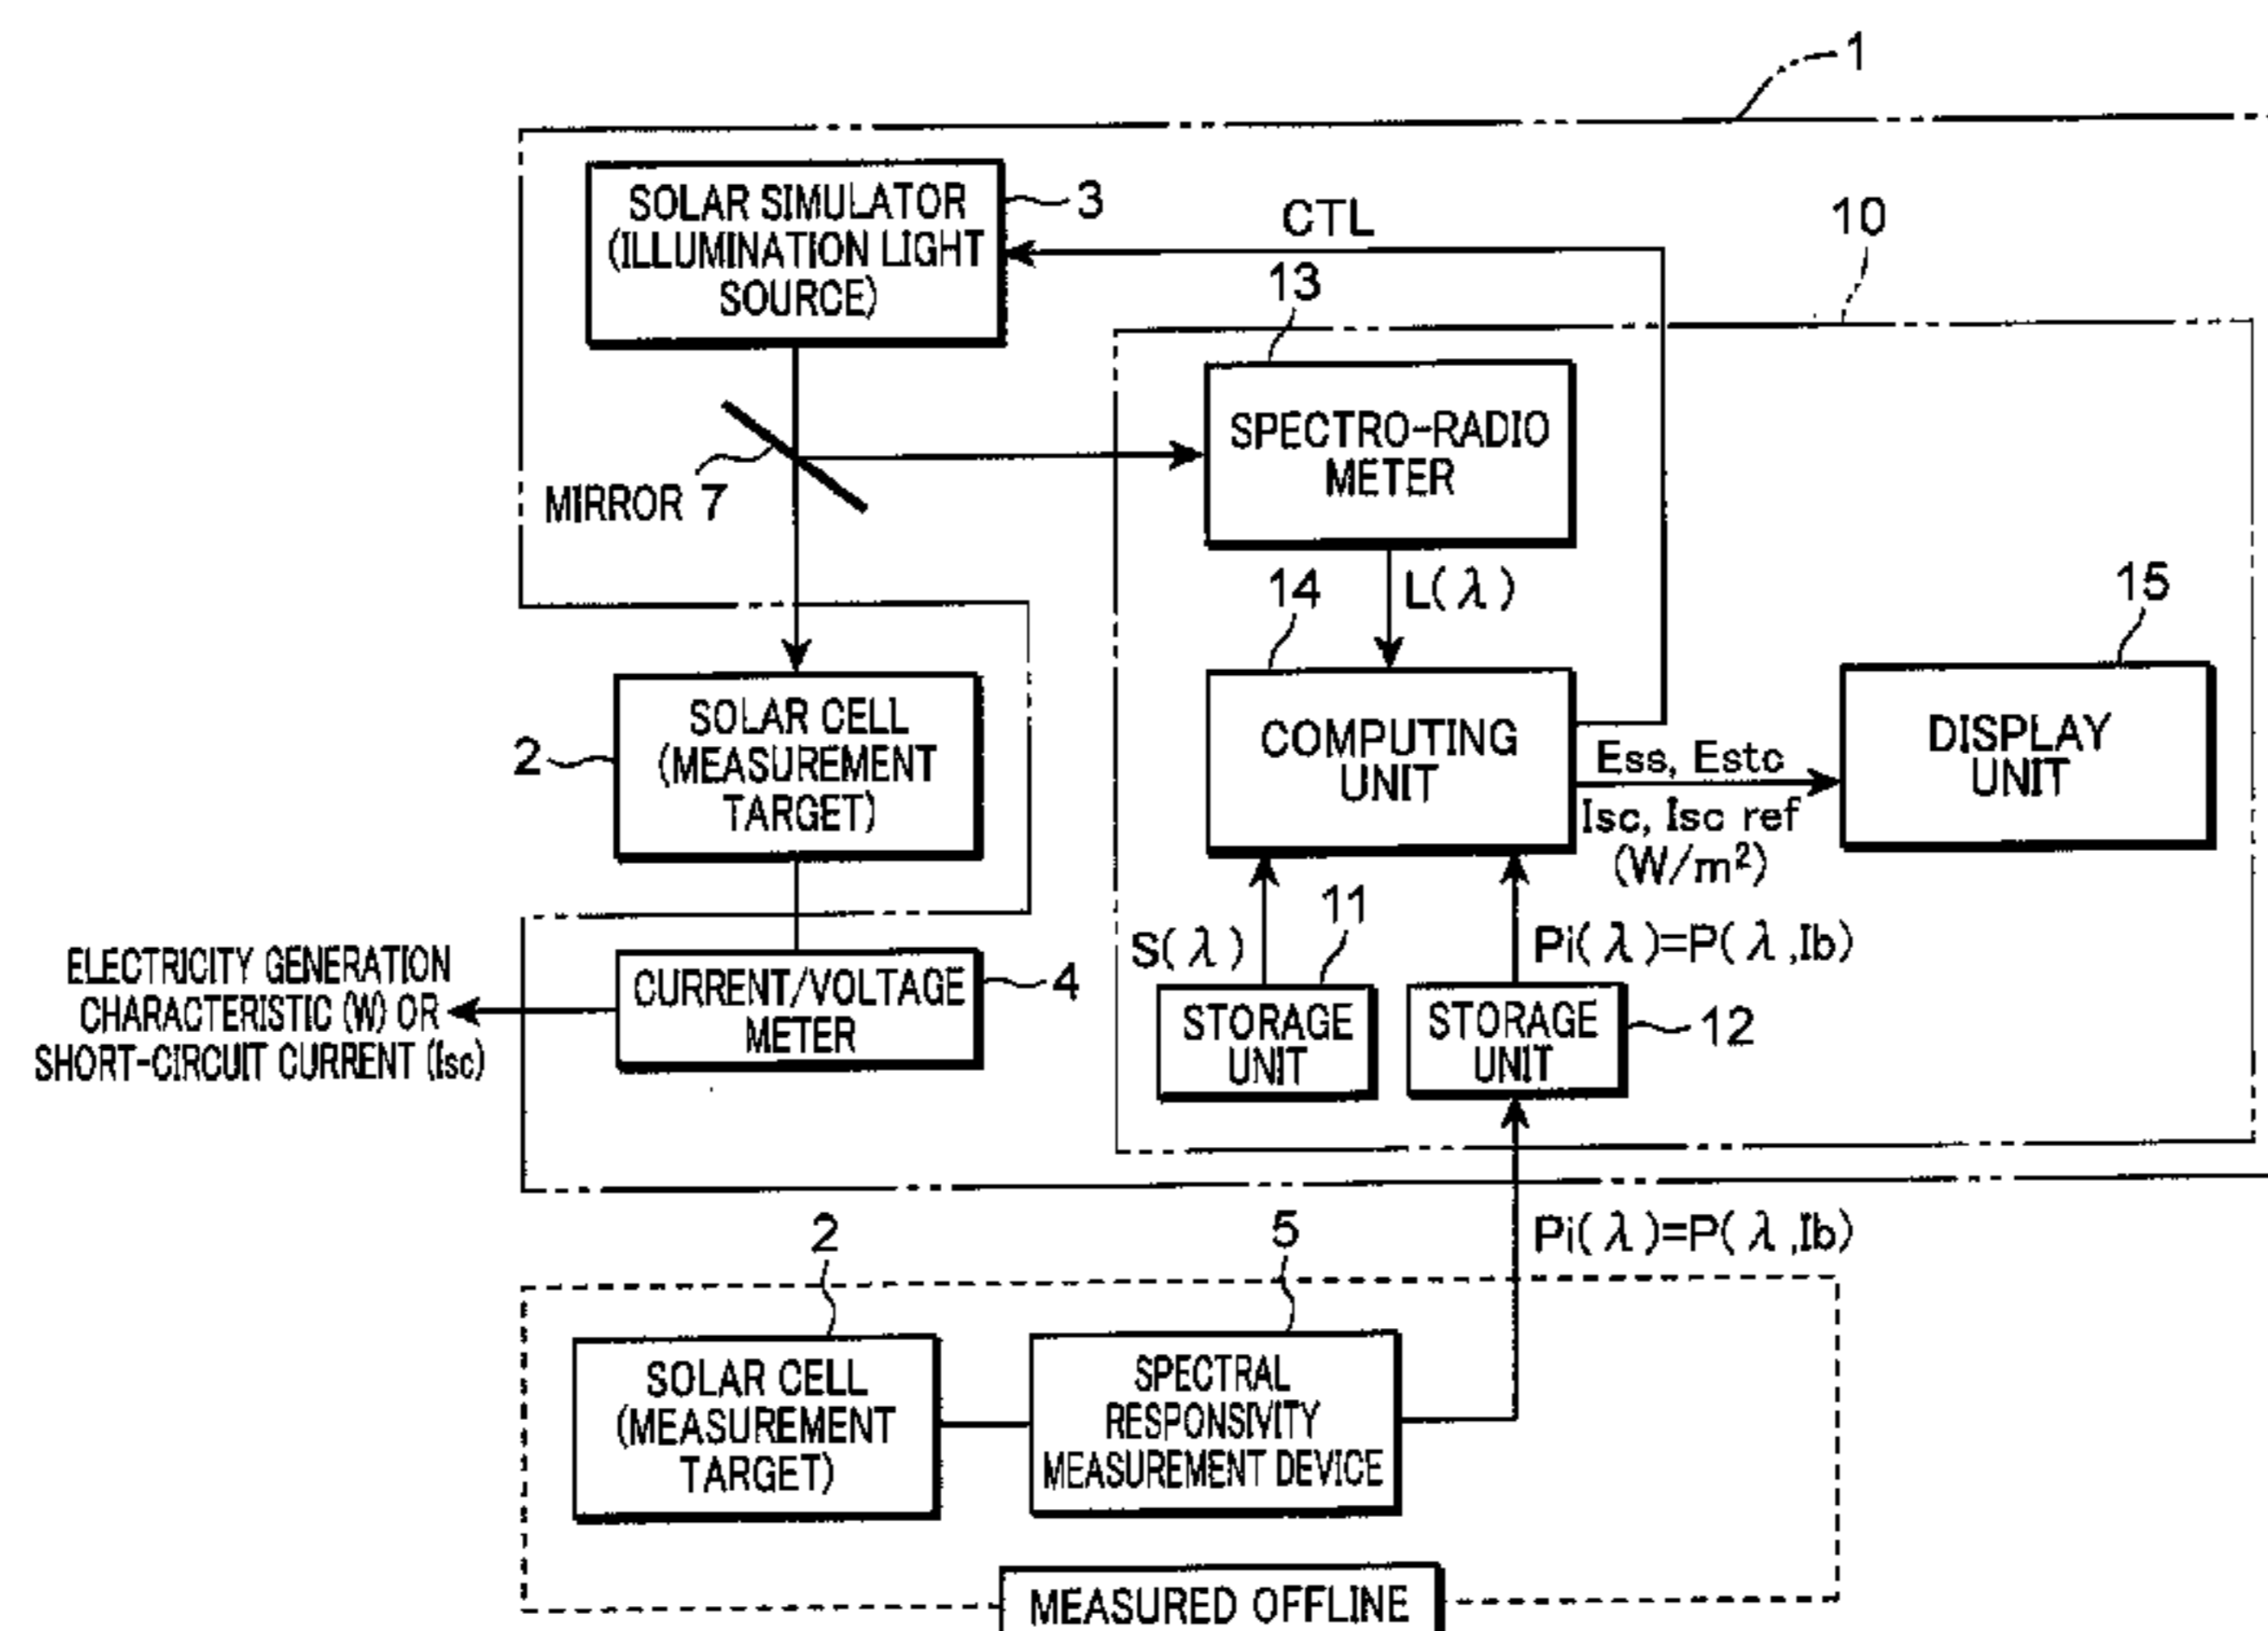 1
SOLAR SIMULATOR
(ILLUMINATION LIGHT
SOURCE)
3
CTL
10
13
SPECTRO-RADIO
METER
MIRROR 7
L(λ)
14
15
SOLAR CELL
(MEASUREMENT
TARGET)
2
COMPUTING
UNIT
Ess, Estc
Isc, Isc ref
(W/m²)
DISPLAY
UNIT
ELECTRICITY GENERATION
CHARACTERISTIC (W) OR
SHORT-CIRCUIT CURRENT (Isc)
CURRENT/VOLTAGE
METER
4
S(λ)
11
Pi(λ)=P(λ,Ib)
STORAGE
UNIT
STORAGE
UNIT
12
Pi(λ)=P(λ,Ib)
2
5
SOLAR CELL
(MEASUREMENT
TARGET)
SPECTRAL
RESPONSIVITY
MEASUREMENT DEVICE
MEASURED OFFLINE